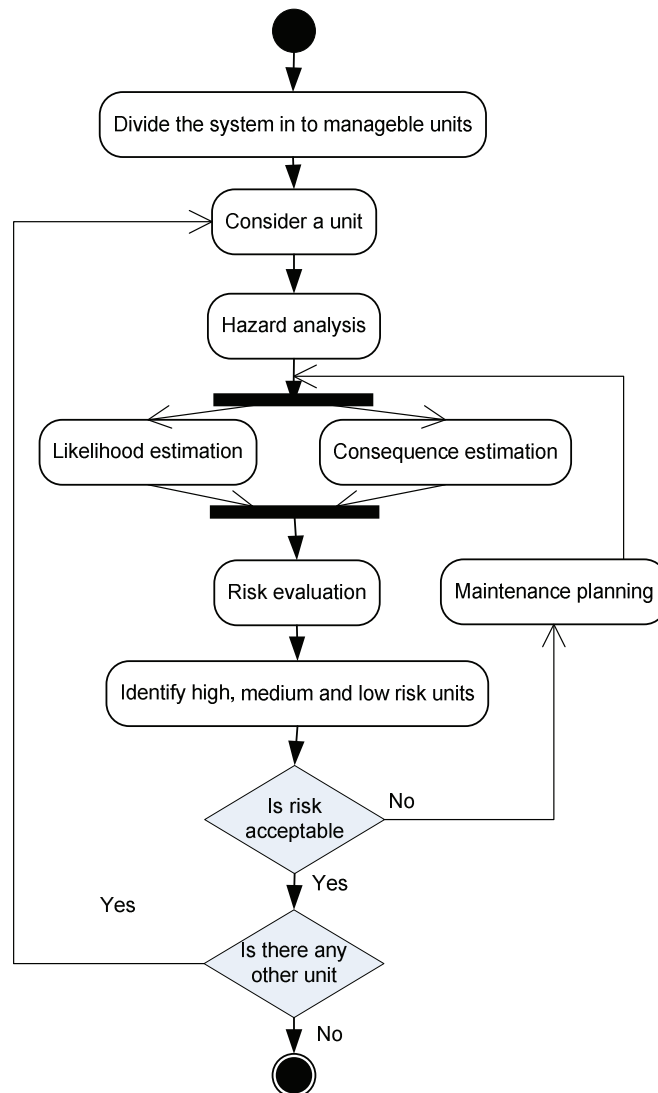 Divide the system in to manageble units
Consider a unit
Hazard analysis
Likelihood estimation
Consequence estimation
Risk evaluation
Maintenance planning
Identify high, medium and low risk units
Is risk
acceptable
No
Yes
Yes
Is there any
other unit
No